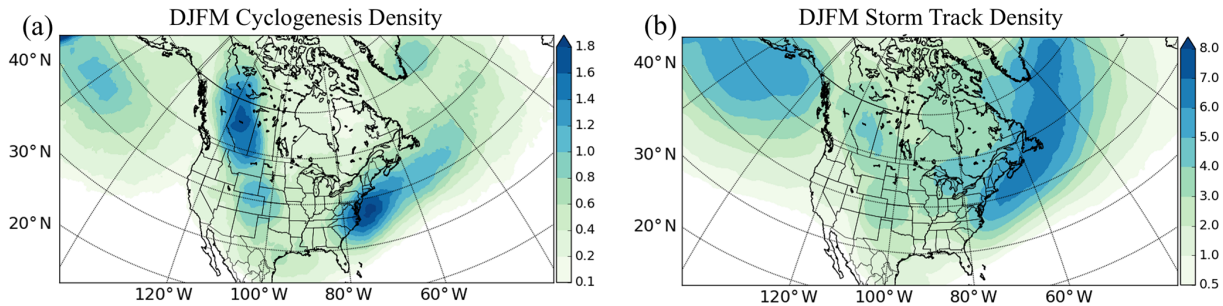 (a) DJFM Cyclogenesis Density
40°N
30°N
20°N
120°W 100°W 80°W 60°W
1.8
1.6
1.4
1.2
1.0
0.8
0.6
0.4
0.2
0.1
(b) DJFM Storm Track Density
40°N
30°N
20°N
120°W 100°W 80°W 60°W
8.0
7.0
6.0
5.0
4.0
3.0
2.0
1.0
0.5